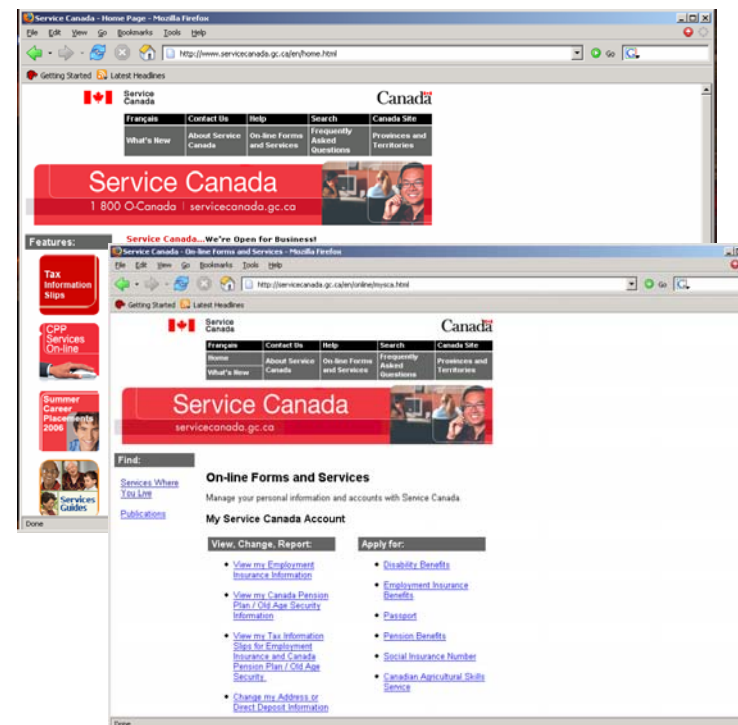 Service Canada - Home Page - Mozilla Firefox
File Edit View Go Bookmarks Tools Help
http://www.servicecanada.gc.ca/en/home.html
Go
Getting Started Latest Headlines
Service
Canada
Canada
Français Contact Us Help Search Canada Site
What's New About Service Canada On-line Forms and Services Frequently Asked Questions Provinces and Territories
Service Canada
1 800 O-Canada | servicecanada.gc.ca
Features:
Service Canada...We're Open for Business!
Tax
Information
Slips
CPP
Services
On-line
Summer
Career
Placements
2006
Services
Guides
Done
Service Canada - On-line Forms and Services - Mozilla Firefox
File Edit View Go Bookmarks Tools Help
http://servicecanada.gc.ca/en/online/mysca.html
Go
Getting Started Latest Headlines
Service
Canada
Canada
Français Contact Us Help Search Canada Site
Home
What's New About Service Canada On-line Forms and Services Frequently Asked Questions Provinces and Territories
Service Canada
servicecanada.gc.ca
Find:
Services Where
You Live
Publications
On-line Forms and Services
Manage your personal information and accounts with Service Canada.
My Service Canada Account
View, Change, Report:
• View my Employment
Insurance Information
• View my Canada Pension
Plan / Old Age Security
Information
• View my Tax Information
Slips for Employment
Insurance and Canada
Pension Plan / Old Age
Security.
• Change my Address or
Direct Deposit Information
Apply for:
• Disability Benefits
• Employment Insurance
Benefits
• Passport
• Pension Benefits
• Social Insurance Number
• Canadian Agricultural Skills
Service
Done